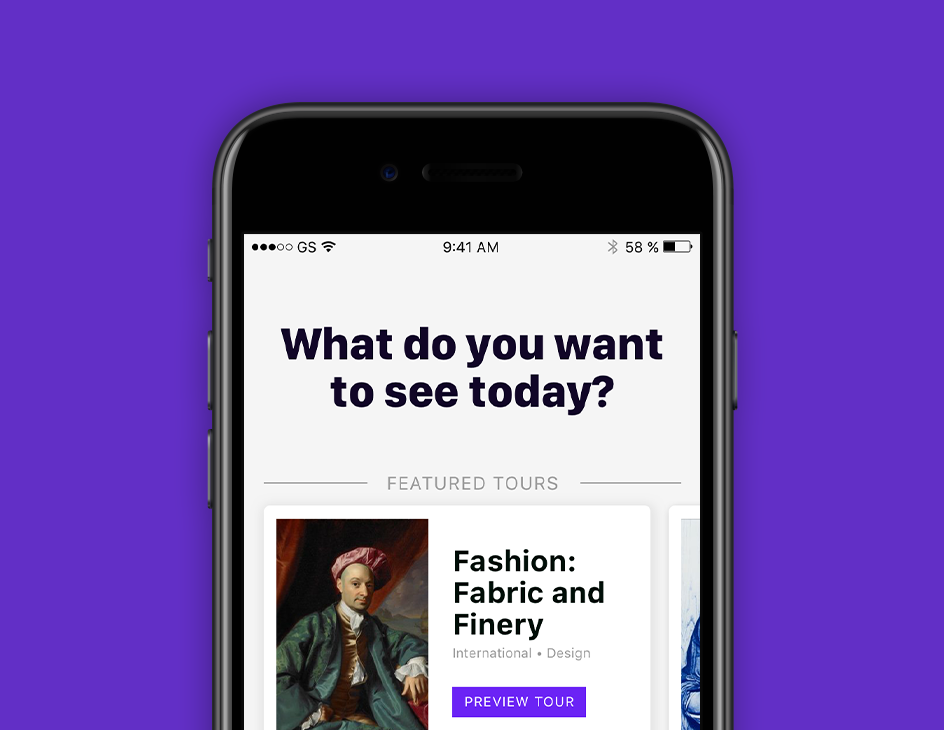 GS 9:41 AM 58 %
What do you want
to see today?
FEATURED TOURS
Fashion:
Fabric and
Finery
International • Design
PREVIEW TOUR